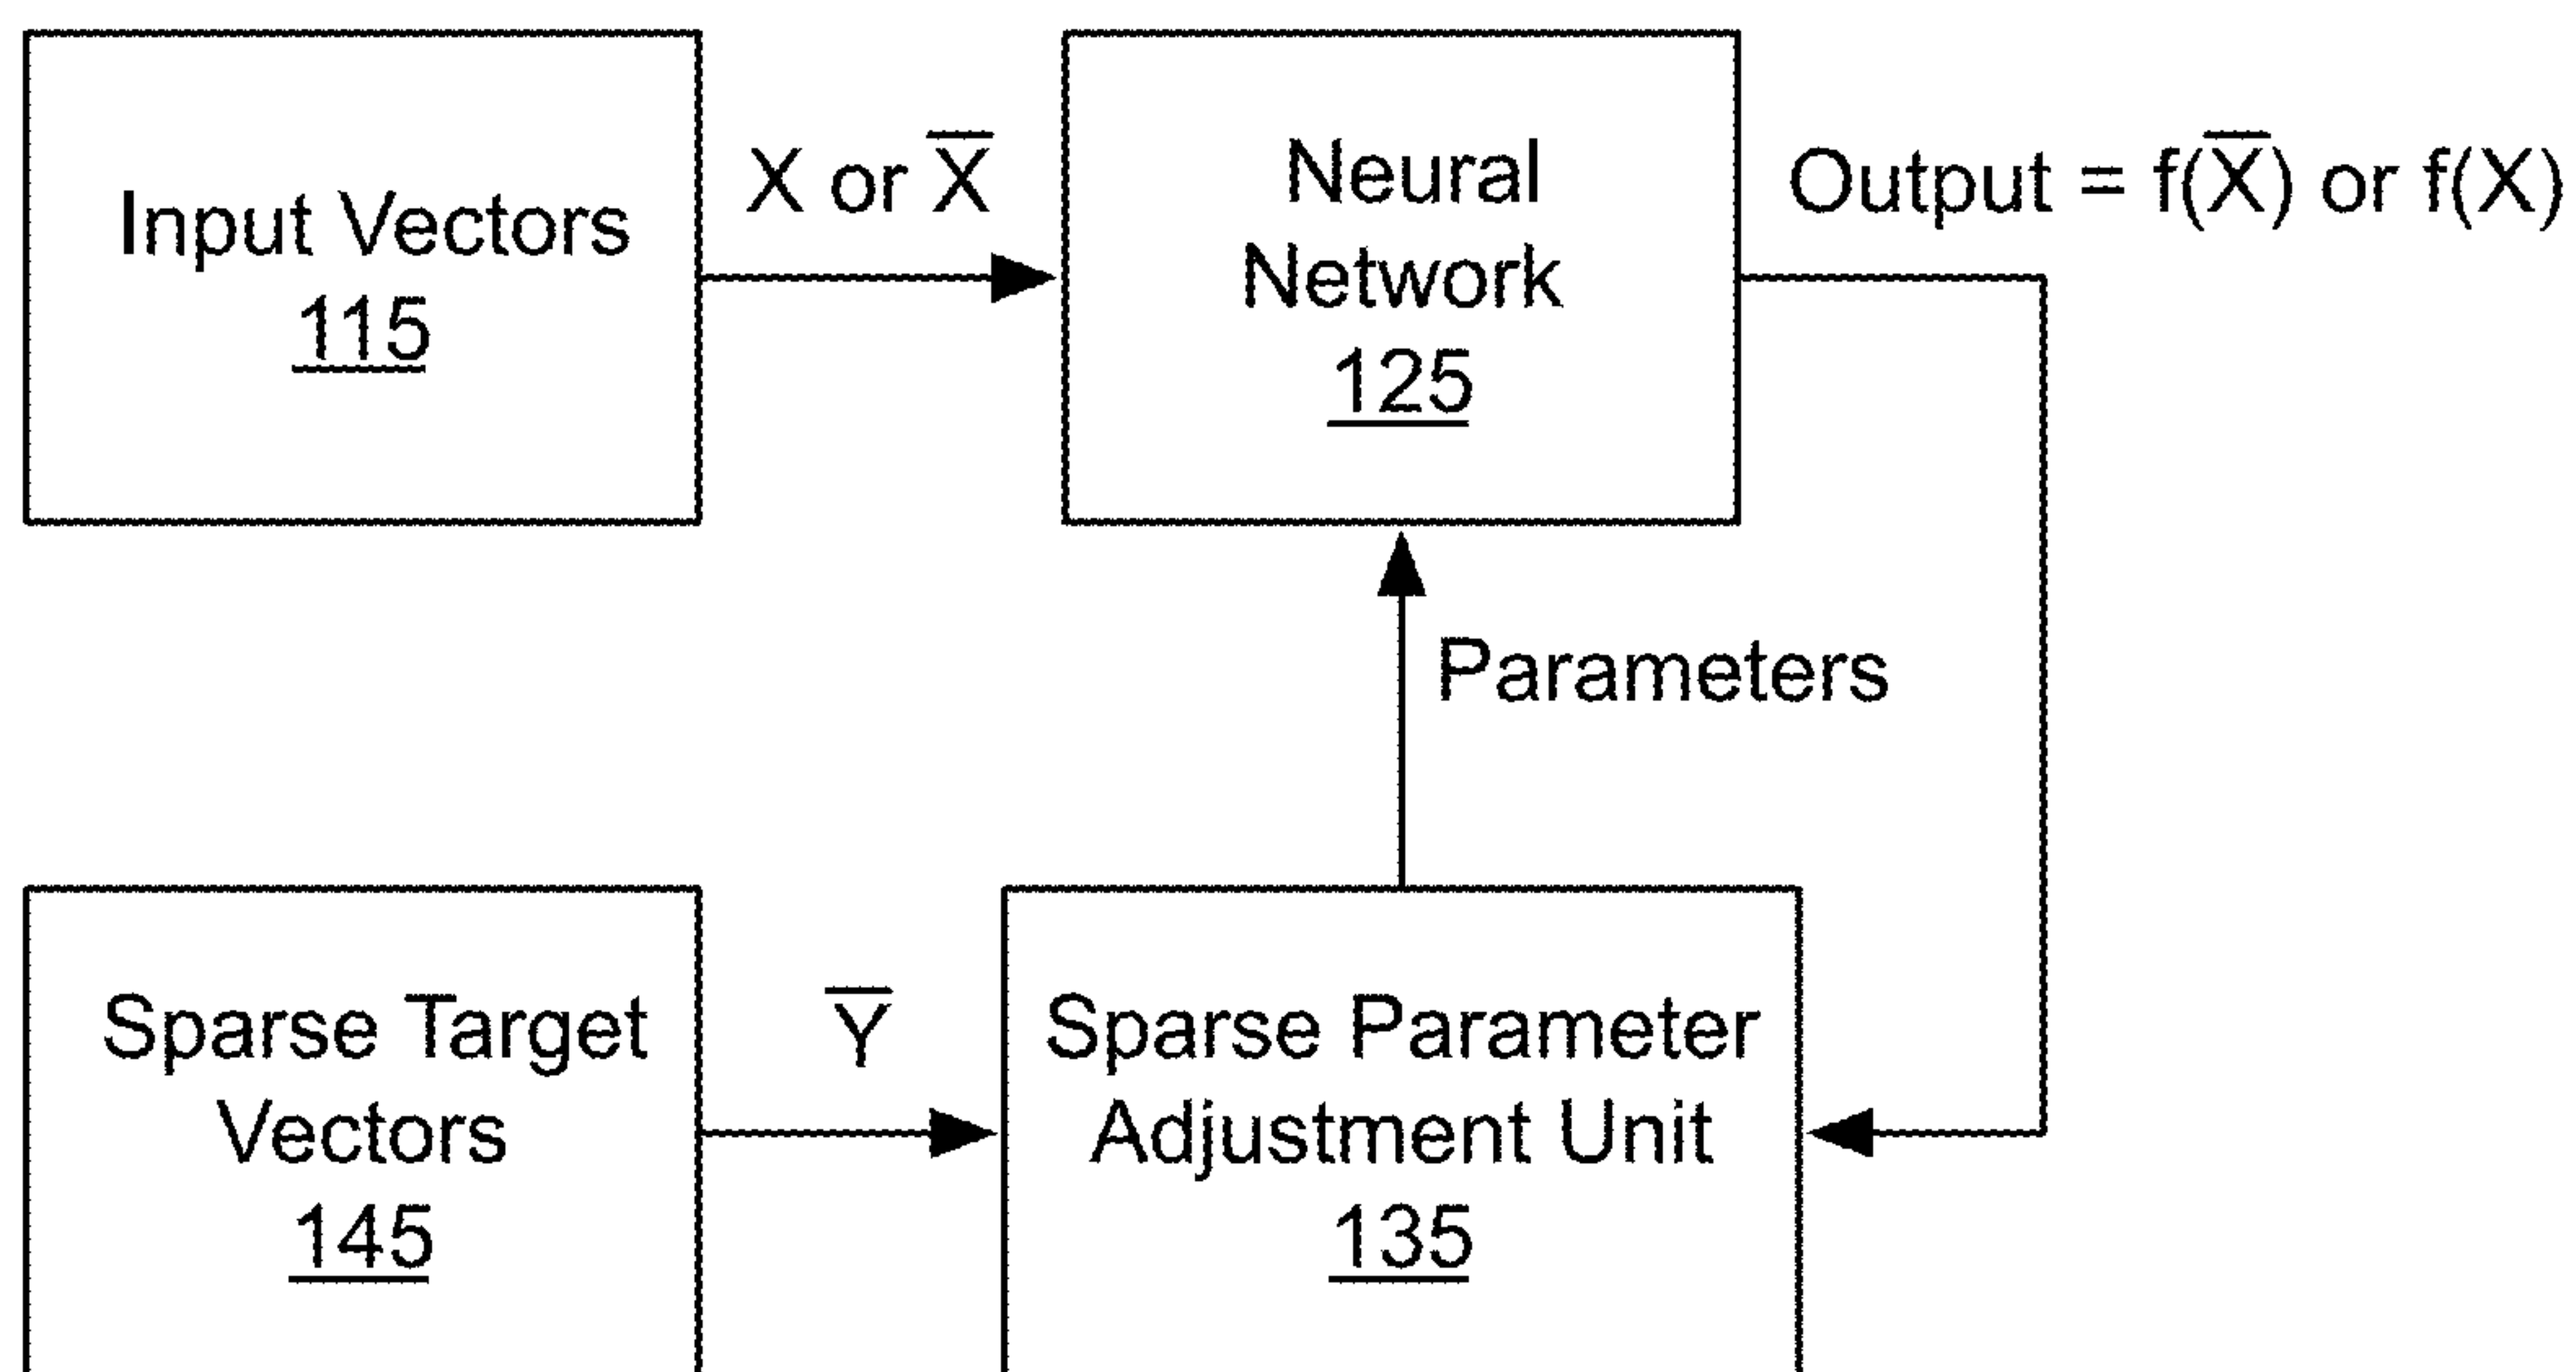 Input Vectors
115
X or X̅
Neural
Network
125
Output = f(X̅) or f(X)
Parameters
Sparse Target
Vectors
145
Y̅
Sparse Parameter
Adjustment Unit
135